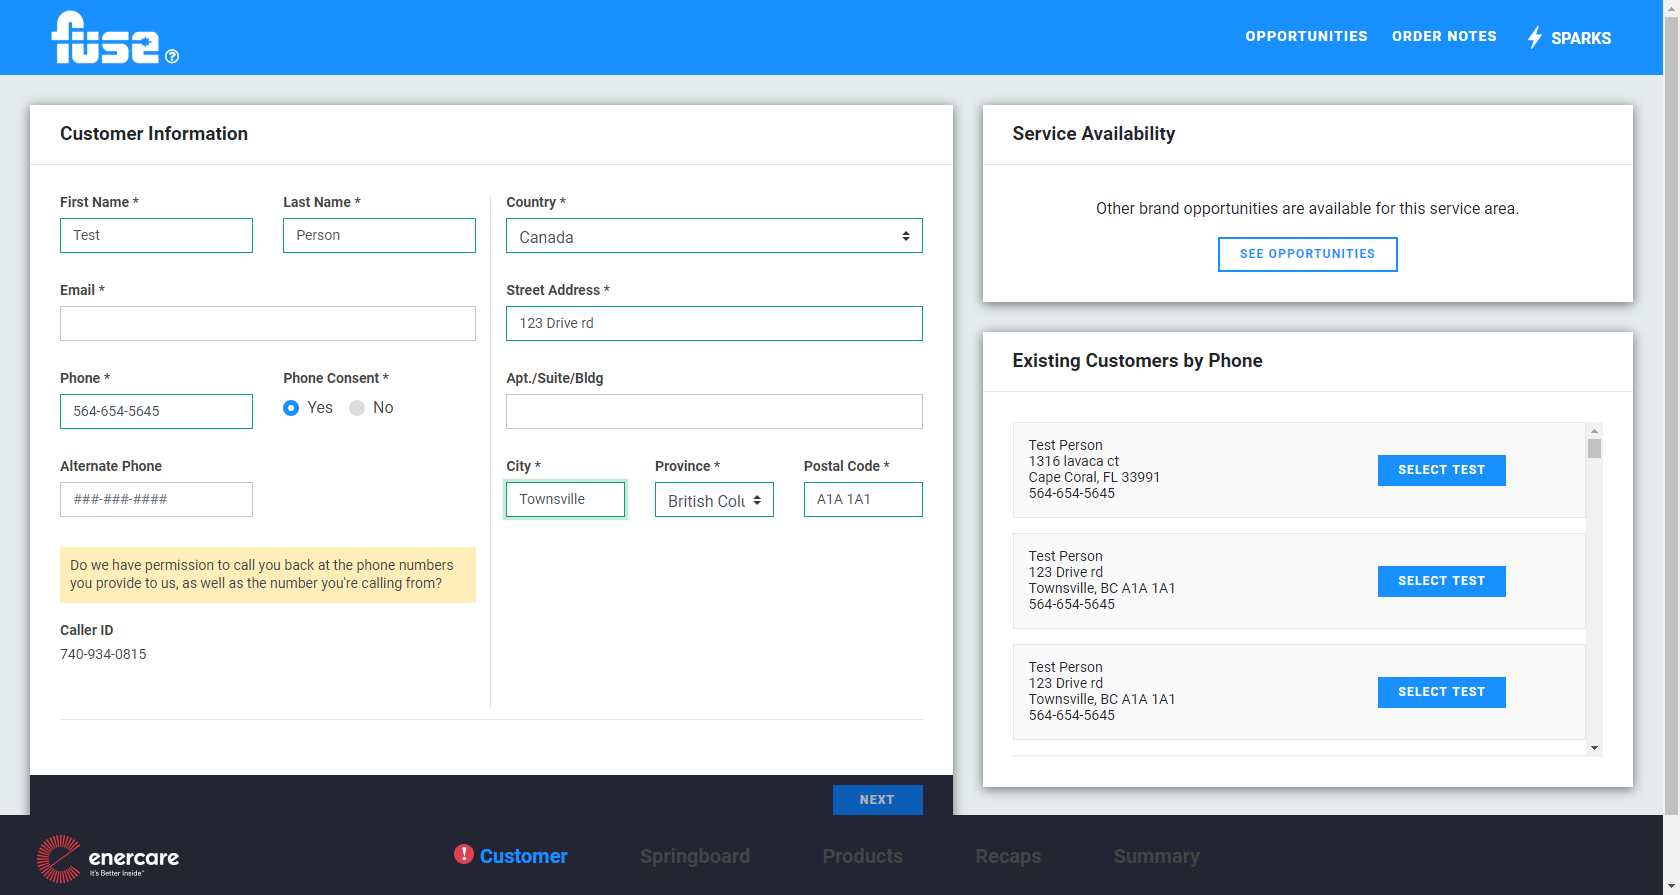 fuse
OPPORTUNITIES ORDER NOTES SPARKS
Customer Information
First Name * Last Name *
Test Person
Email *
Phone * Phone Consent *
564-654-5645 Yes No
Alternate Phone
###-###-####
Do we have permission to call you back at the phone numbers
you provide to us, as well as the number you're calling from?
Caller ID
740-934-0815
Country *
Canada
Street Address *
123 Drive rd
Apt./Suite/Bldg
City * Province * Postal Code *
Townsville British Colu A1A 1A1
NEXT
Service Availability
Other brand opportunities are available for this service area.
SEE OPPORTUNITIES
Existing Customers by Phone
Test Person
1316 lavaca ct
Cape Coral, FL 33991
564-654-5645
SELECT TEST
Test Person
123 Drive rd
Townsville, BC A1A 1A1
564-654-5645
SELECT TEST
Test Person
123 Drive rd
Townsville, BC A1A 1A1
564-654-5645
SELECT TEST
enercare
It's Better Inside
Customer Springboard Products Recaps Summary